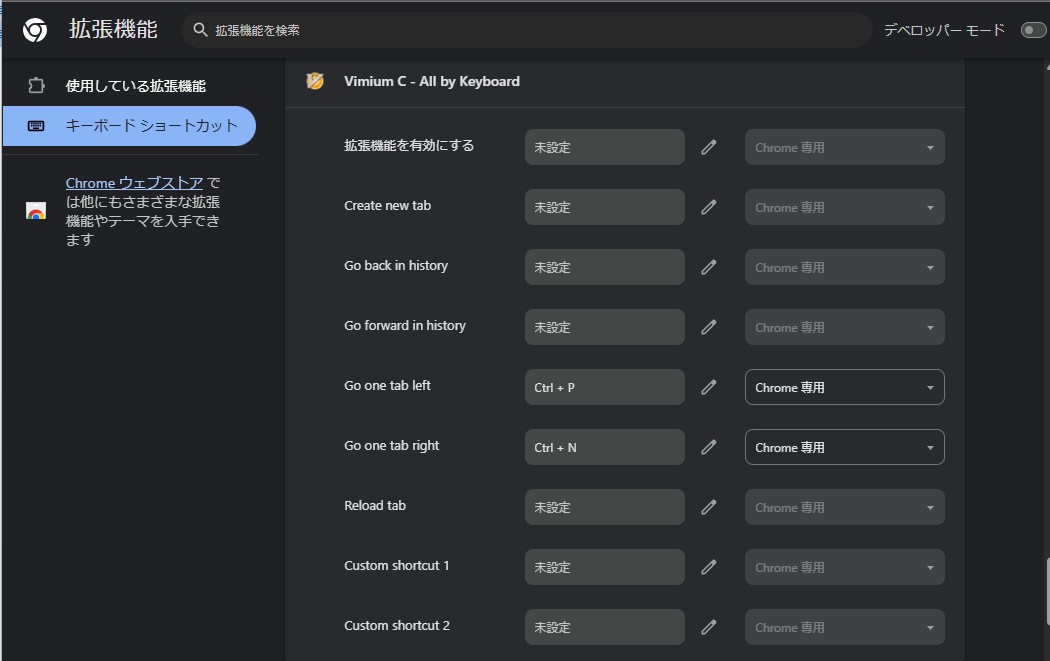 拡張機能
拡張機能を検索
デベロッパー モード
使用している拡張機能
キーボード ショートカット
Chrome ウェブストア で
は他にもさまざまな拡張
機能やテーマを入手でき
ます
Vimium C - All by Keyboard
拡張機能を有効にする 未設定 Chrome 専用
Create new tab 未設定 Chrome 専用
Go back in history 未設定 Chrome 専用
Go forward in history 未設定 Chrome 専用
Go one tab left Ctrl + P Chrome 専用
Go one tab right Ctrl + N Chrome 専用
Reload tab 未設定 Chrome 専用
Custom shortcut 1 未設定 Chrome 専用
Custom shortcut 2 未設定 Chrome 専用